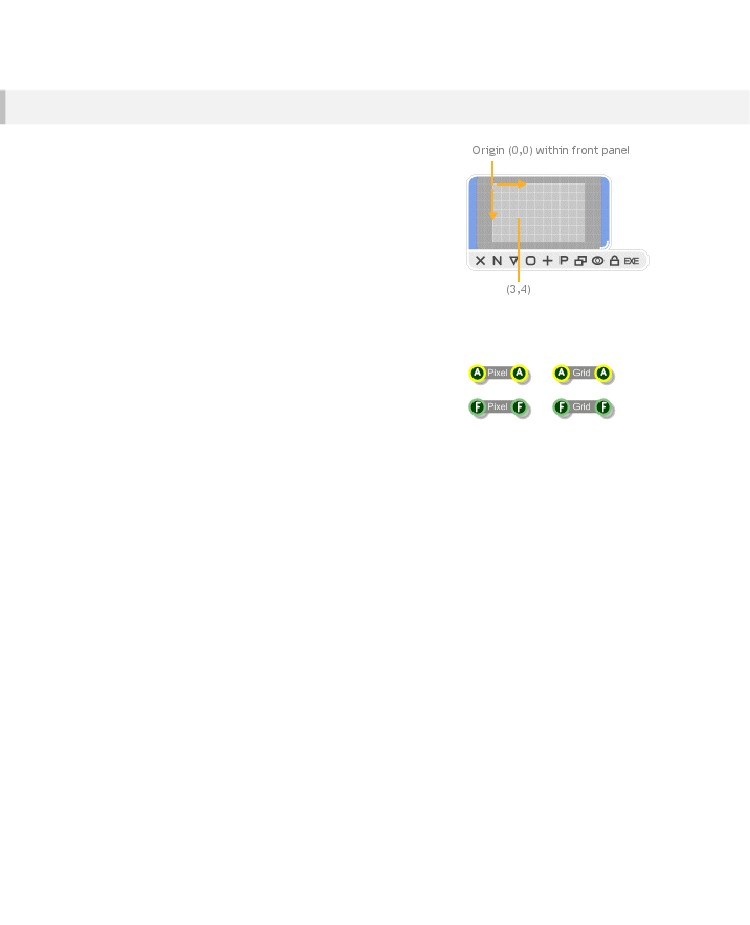 Origin (0,0) within front panel
X N ▽ O + P EXE
(3,4)
A Pixel A A Grid A
F Pixel F F Grid F